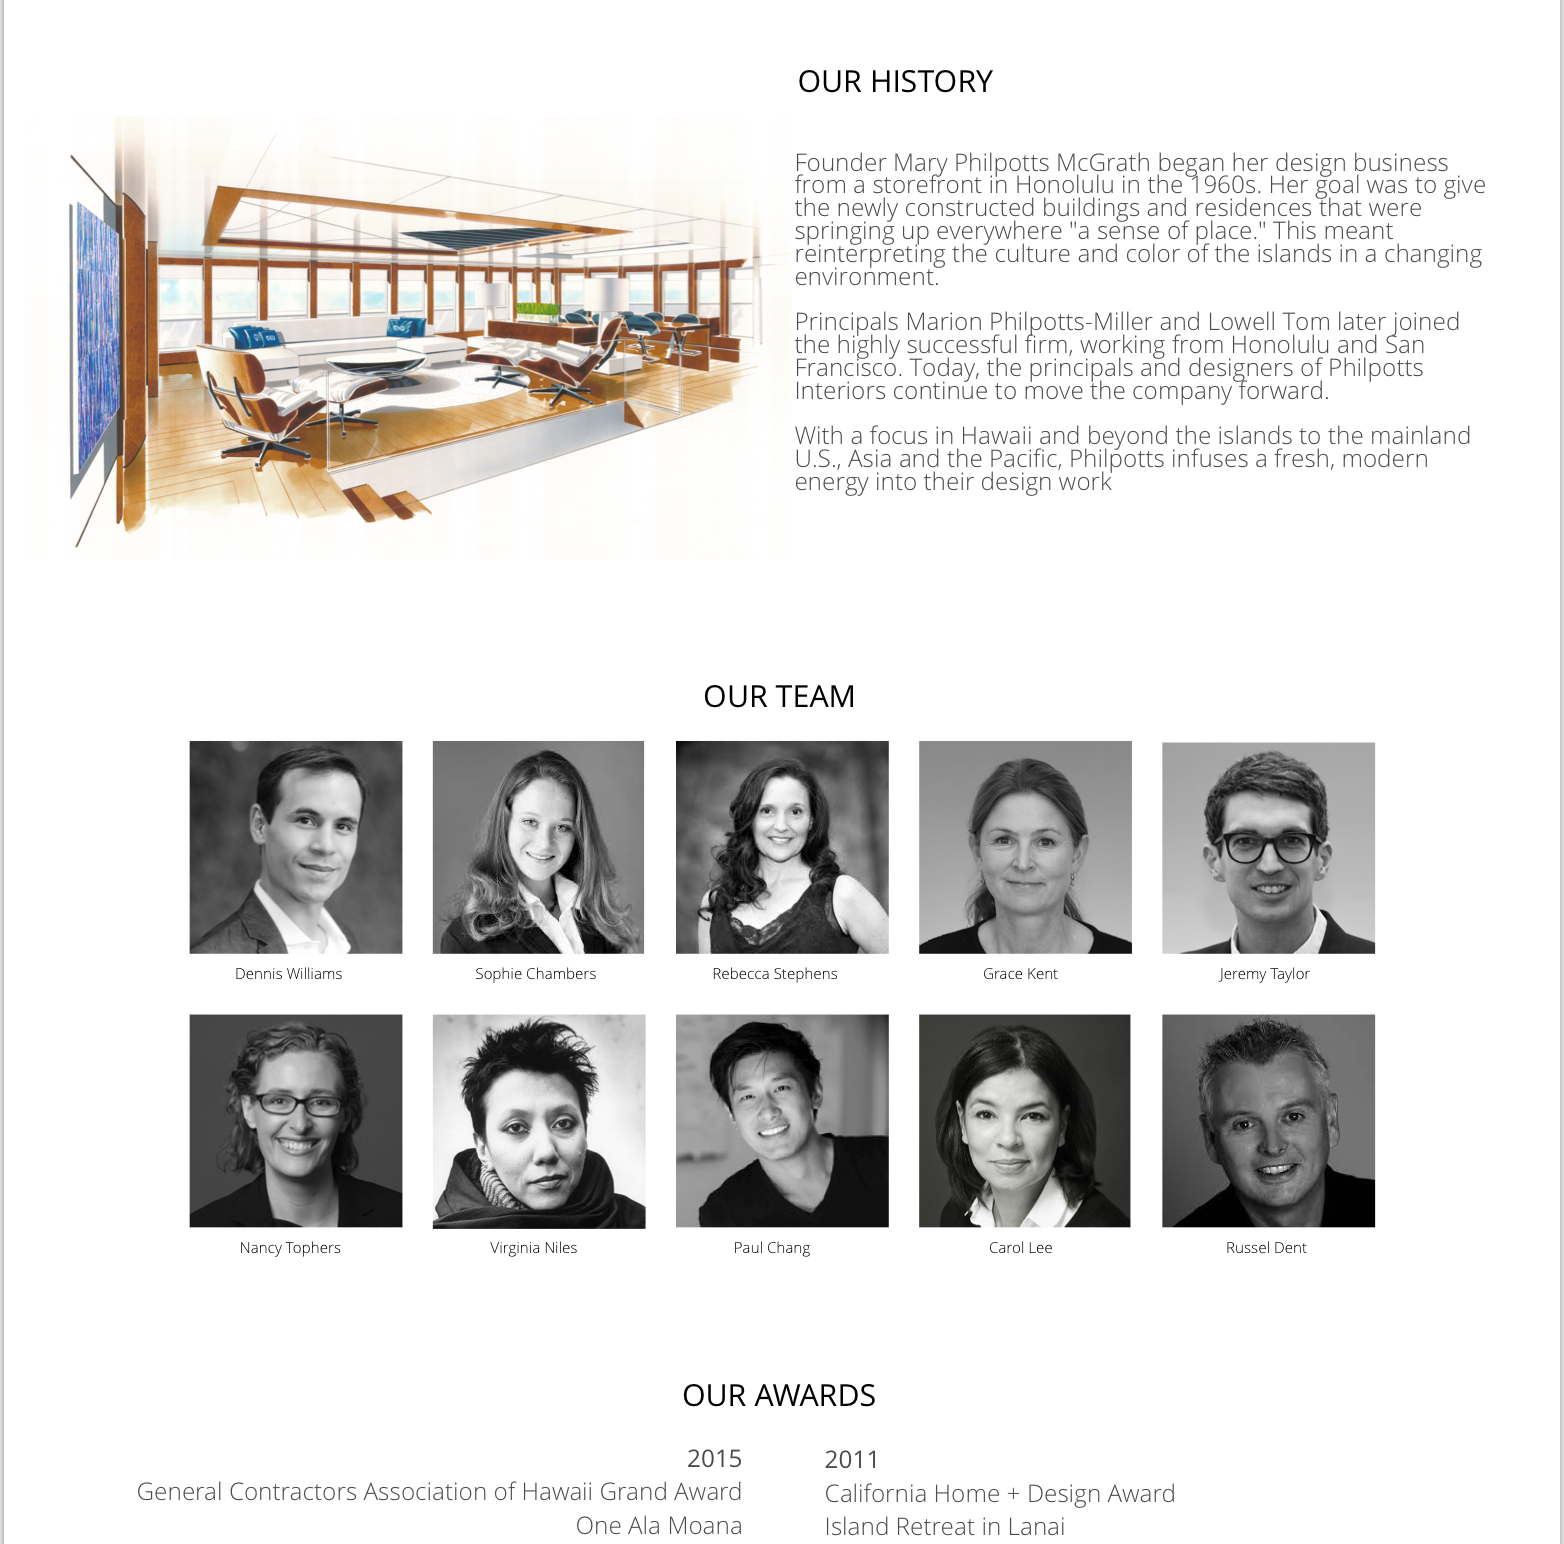 OUR HISTORY
Founder Mary Philpotts McGrath began her design business
from a storefront in Honolulu in the 1960s. Her goal was to give
the newly constructed buildings and residences that were
springing up everywhere "a sense of place." This meant
reinterpreting the culture and color of the islands in a changing
environment.
Principals Marion Philpotts-Miller and Lowell Tom later joined
the highly successful firm, working from Honolulu and San
Francisco. Today, the principals and designers of Philpotts
Interiors continue to move the company forward.
With a focus in Hawaii and beyond the islands to the mainland
U.S., Asia and the Pacific, Philpotts infuses a fresh, modern
energy into their design work
OUR TEAM
Dennis Williams
Sophie Chambers
Rebecca Stephens
Grace Kent
Jeremy Taylor
Nancy Tophers
Virginia Niles
Paul Chang
Carol Lee
Russel Dent
OUR AWARDS
2015
General Contractors Association of Hawaii Grand Award
One Ala Moana
2011
California Home + Design Award
Island Retreat in Lanai